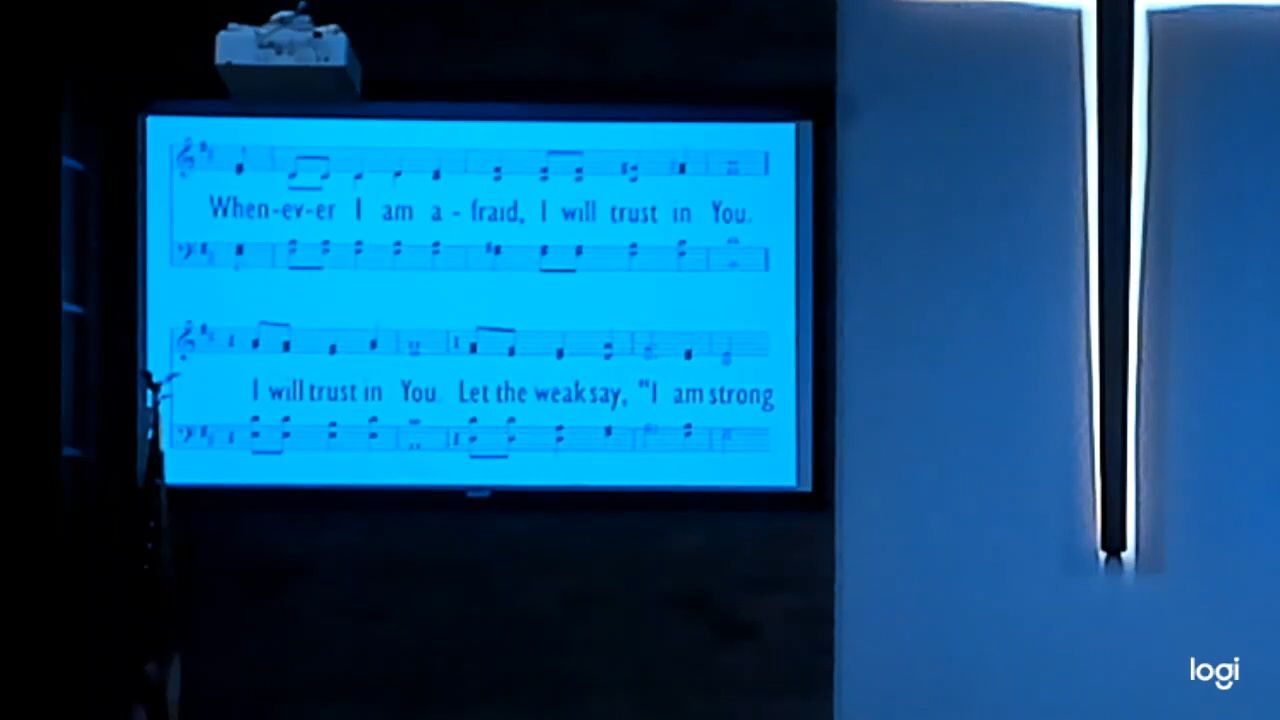 When-ev-er I am a - fraid, I will trust in You.
I will trust in You. Let the weak say, "I am strong
logi